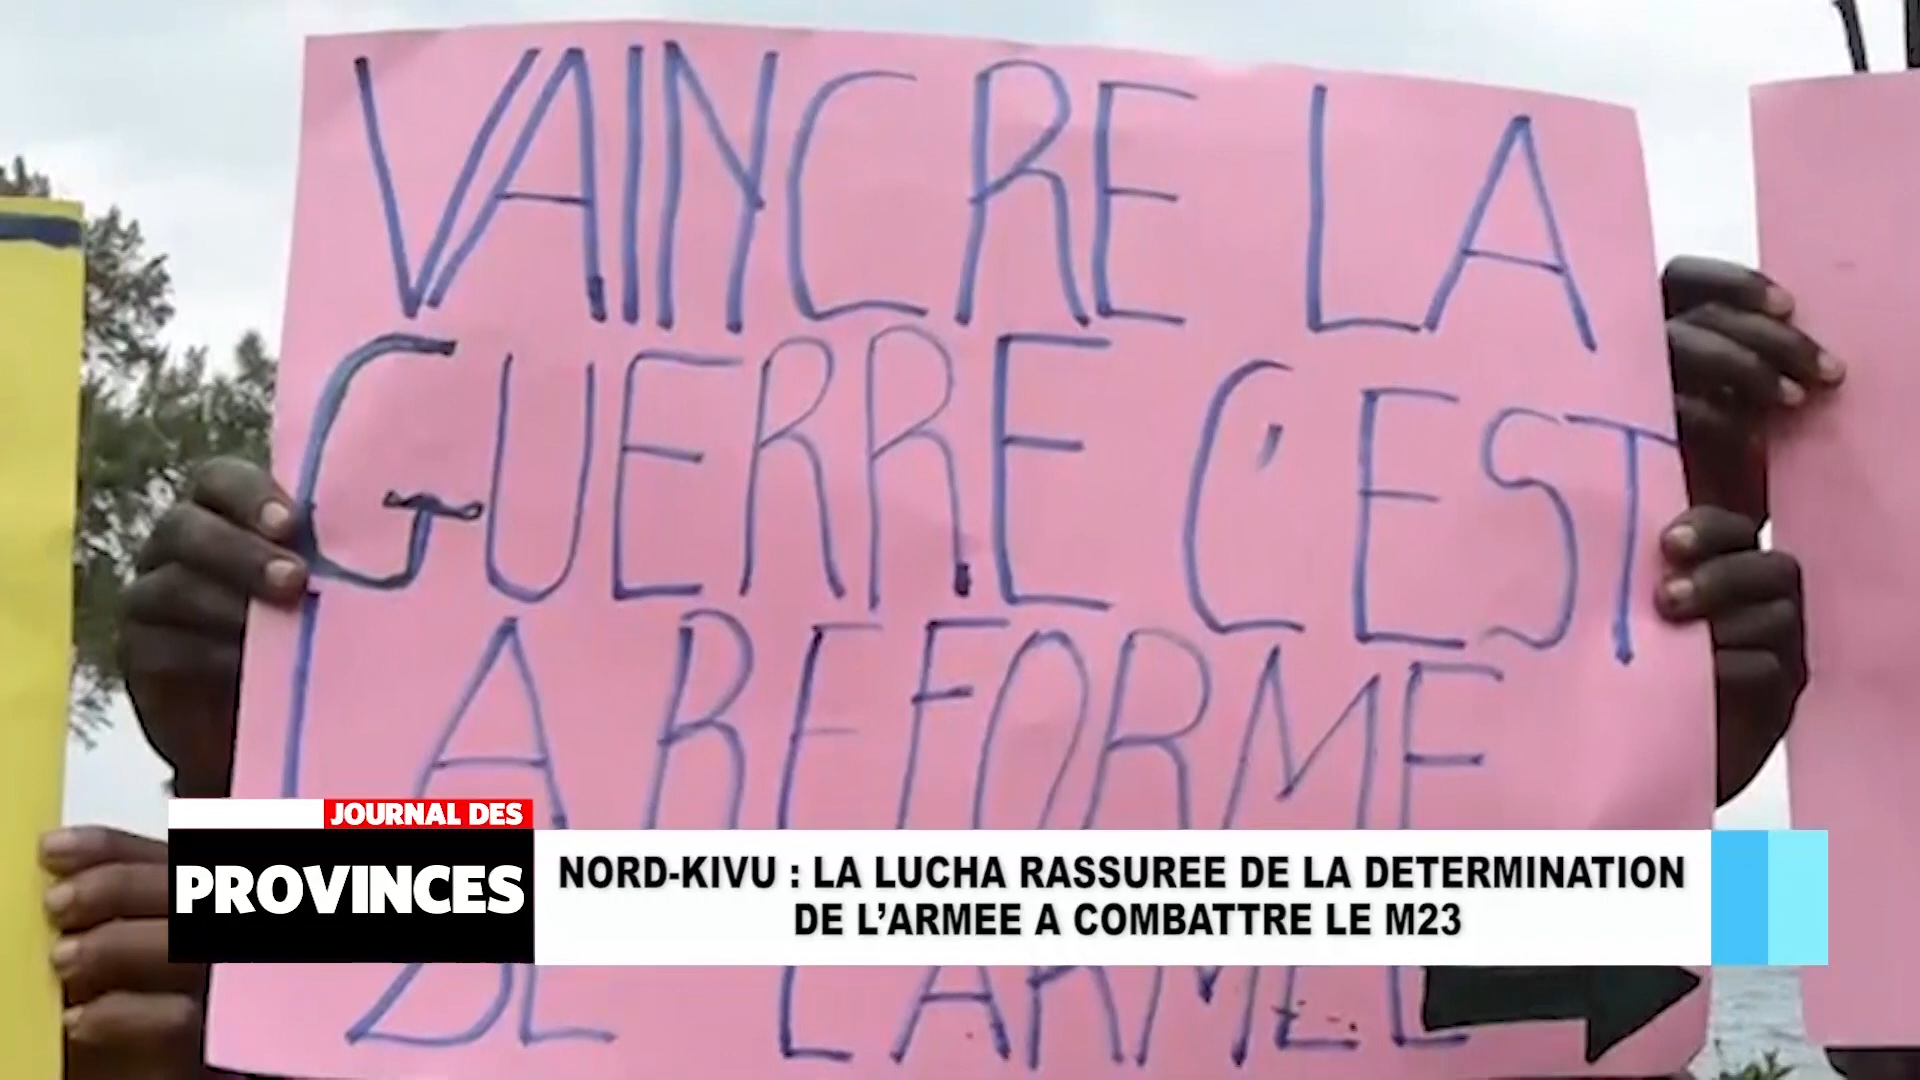 VAINCRE LA
GUERRE C'EST
LA REFORME
DE L'ARMEE
JOURNAL DES
PROVINCES
NORD-KIVU : LA LUCHA RASSUREE DE LA DETERMINATION
DE L’ARMEE A COMBATTRE LE M23